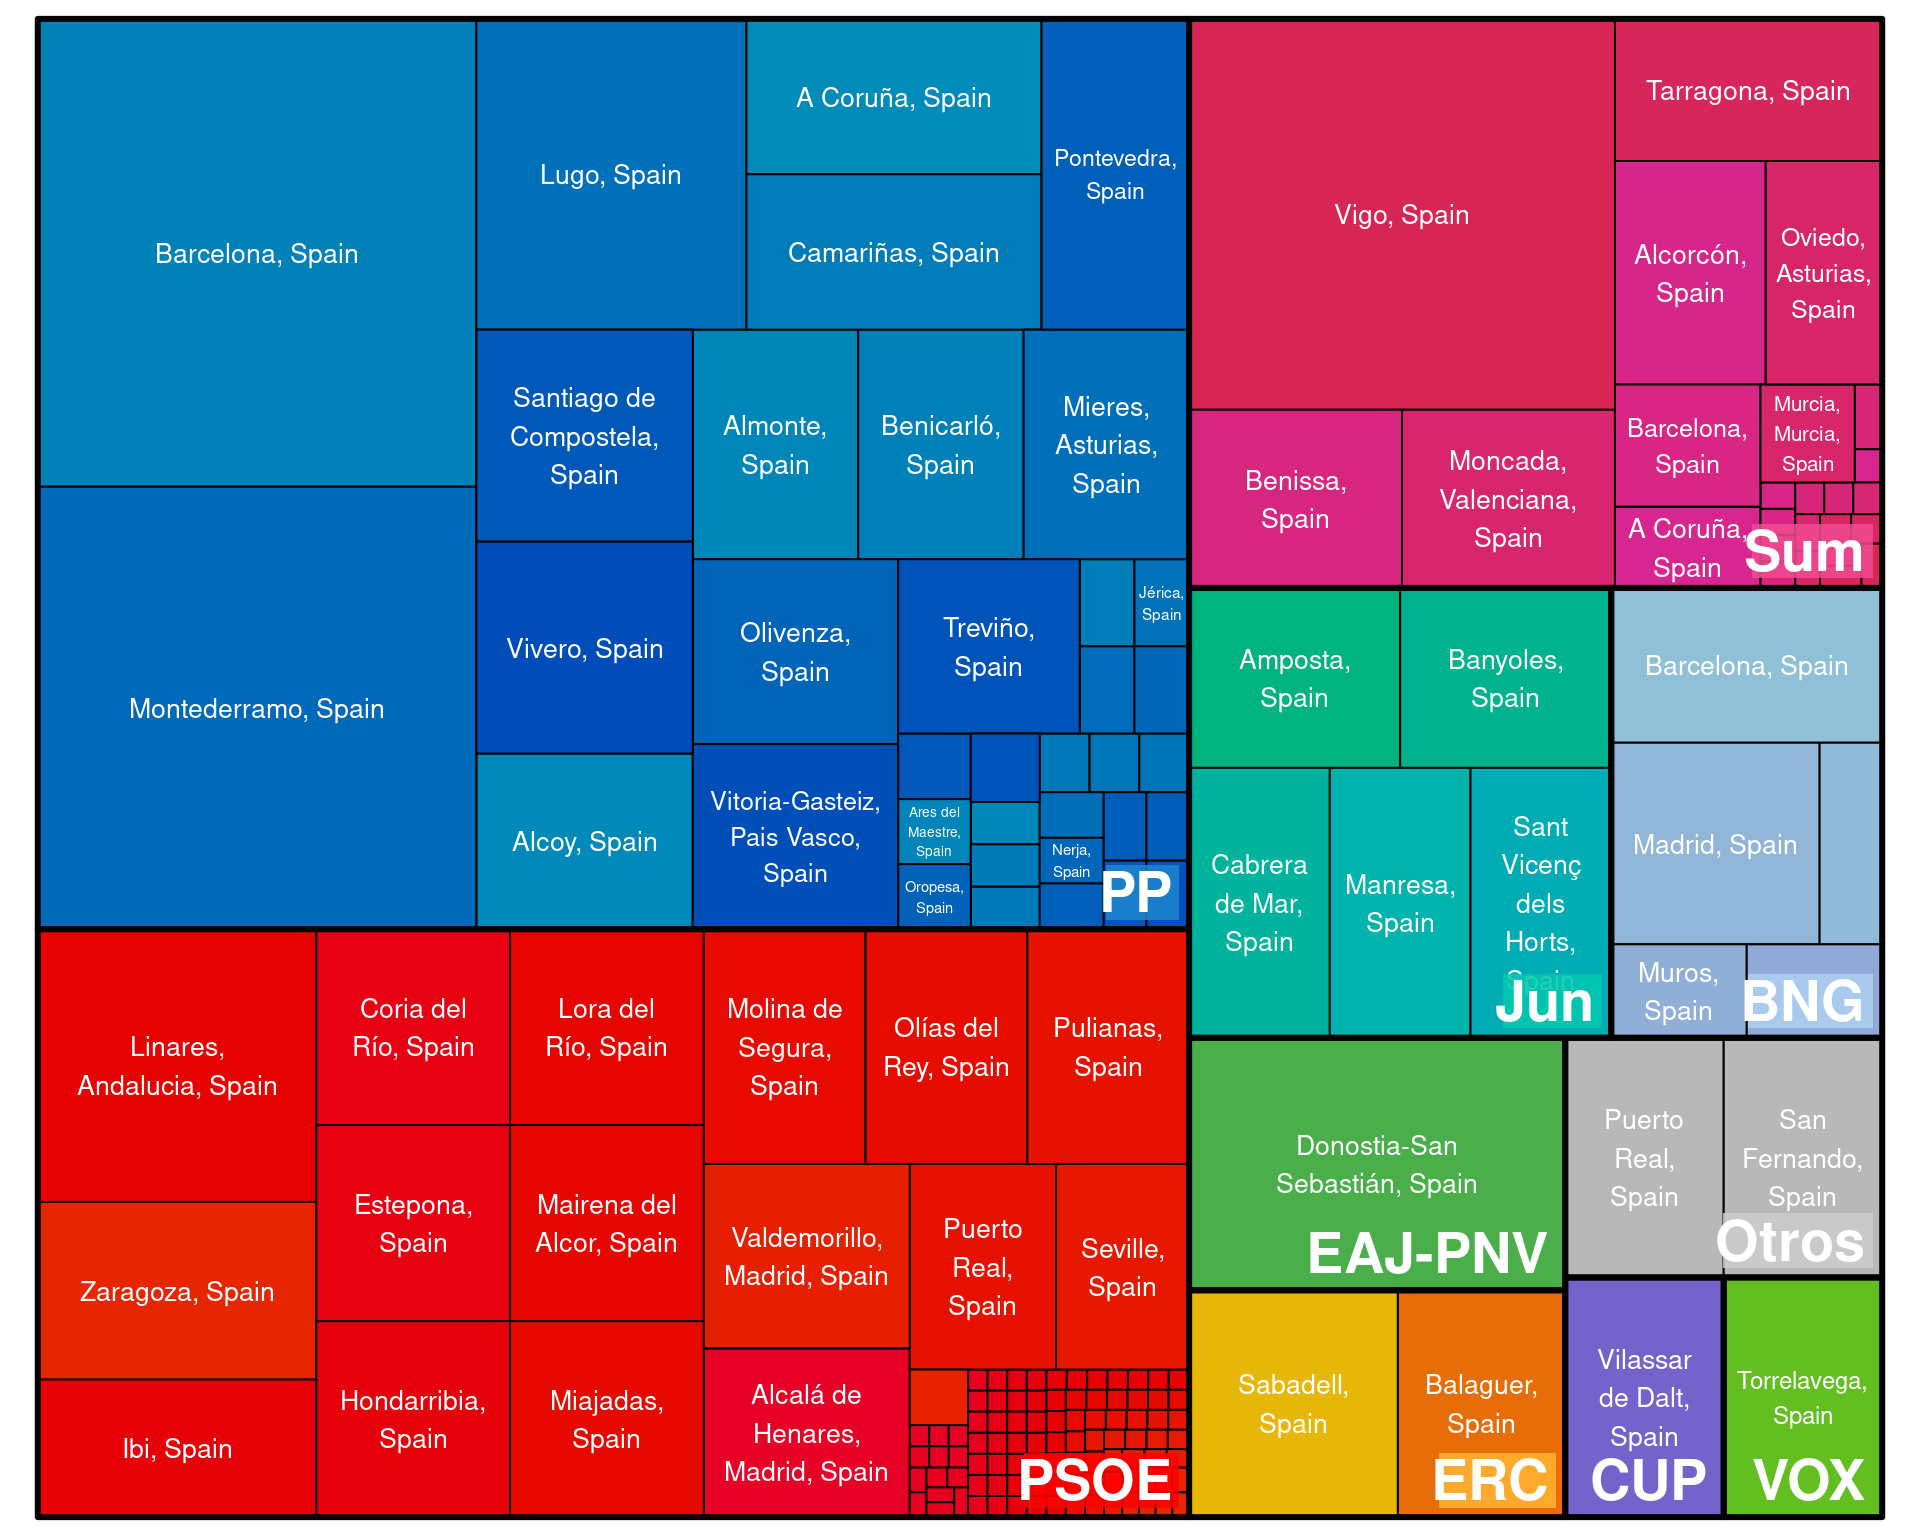 Barcelona, Spain
Montederramo, Spain
Lugo, Spain
A Coruña, Spain
Camariñas, Spain
Pontevedra,
Spain
Santiago de
Compostela,
Spain
Vivero, Spain
Alcoy, Spain
Almonte,
Spain
Benicarló,
Spain
Mieres,
Asturias,
Spain
Olivenza,
Spain
Vitoria-Gasteiz,
Pais Vasco,
Spain
Treviño,
Spain
Jérica,
Spain
Ares del
Maestre,
Spain
Oropesa,
Spain
Nerja,
Spain
PP
Linares,
Andalucia, Spain
Zaragoza, Spain
Ibi, Spain
Coria del
Río, Spain
Estepona,
Spain
Hondarribia,
Spain
Lora del
Río, Spain
Mairena del
Alcor, Spain
Miajadas,
Spain
Molina de
Segura,
Spain
Olías del
Rey, Spain
Pulianas,
Spain
Valdemorillo,
Madrid, Spain
Alcalá de
Henares,
Madrid, Spain
Puerto
Real,
Spain
Seville,
Spain
PSOE
Vigo, Spain
Benissa,
Spain
Moncada,
Valenciana,
Spain
Tarragona, Spain
Alcorcón,
Spain
Oviedo,
Asturias,
Spain
Barcelona,
Spain
A Coruña,
Spain
Murcia,
Murcia,
Spain
Sum
Amposta,
Spain
Banyoles,
Spain
Cabrera
de Mar,
Spain
Manresa,
Spain
Sant
Vicenç
dels
Horts,
Spain
Jun
Barcelona, Spain
Madrid, Spain
Muros,
Spain
BNG
Donostia-San
Sebastián, Spain
EAJ-PNV
Puerto
Real,
Spain
San
Fernando,
Spain
Otros
Sabadell,
Spain
Balaguer,
Spain
ERC
Vilassar
de Dalt,
Spain
CUP
Torrelavega,
Spain
VOX